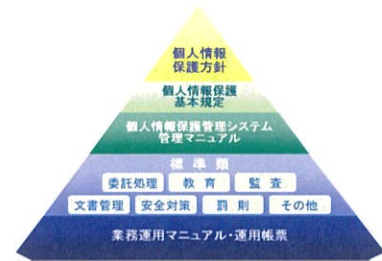 個人情報
保護方針
個人情報保護
基本規定
個人情報保護管理システム
管理マニュアル
標準類
委託処理 教育 監査
文書管理 安全対策 罰則 その他
業務運用マニュアル・運用帳票